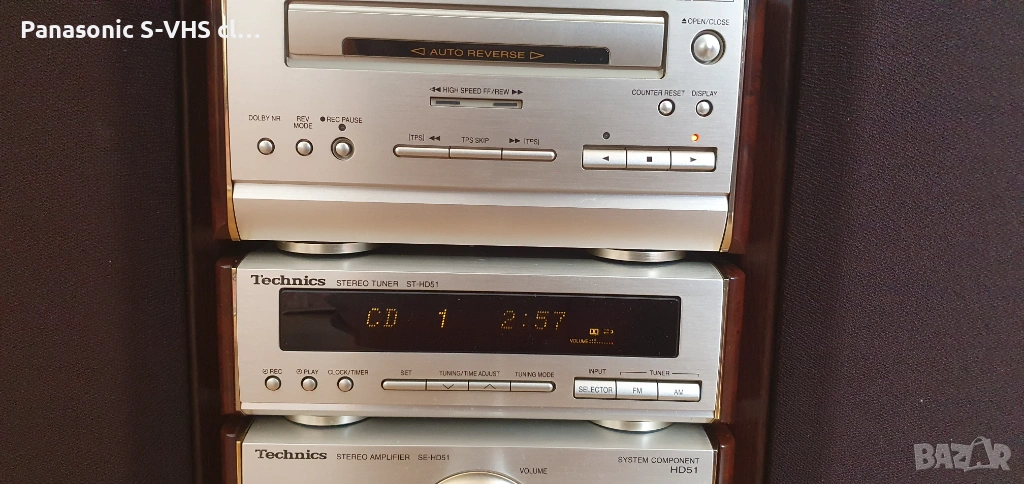 Panasonic S-VHS cl...
OPEN/CLOSE
AUTO REVERSE
HIGH SPEED FF/REW
COUNTER RESET DISPLAY
DOLBY NR
REV MODE
REC PAUSE
[TPS] TPS SKIP [TPS]
Technics STEREO TUNER ST-HD51
CD 1 2:57
VOLUME
REC PLAY CLOCK/TIMER
SET TUNING/TIME ADJUST TUNING MODE
INPUT TUNER
SELECTOR FM AM
Technics STEREO AMPLIFIER SE-HD51
VOLUME
SYSTEM COMPONENT
HD51
BAZAR